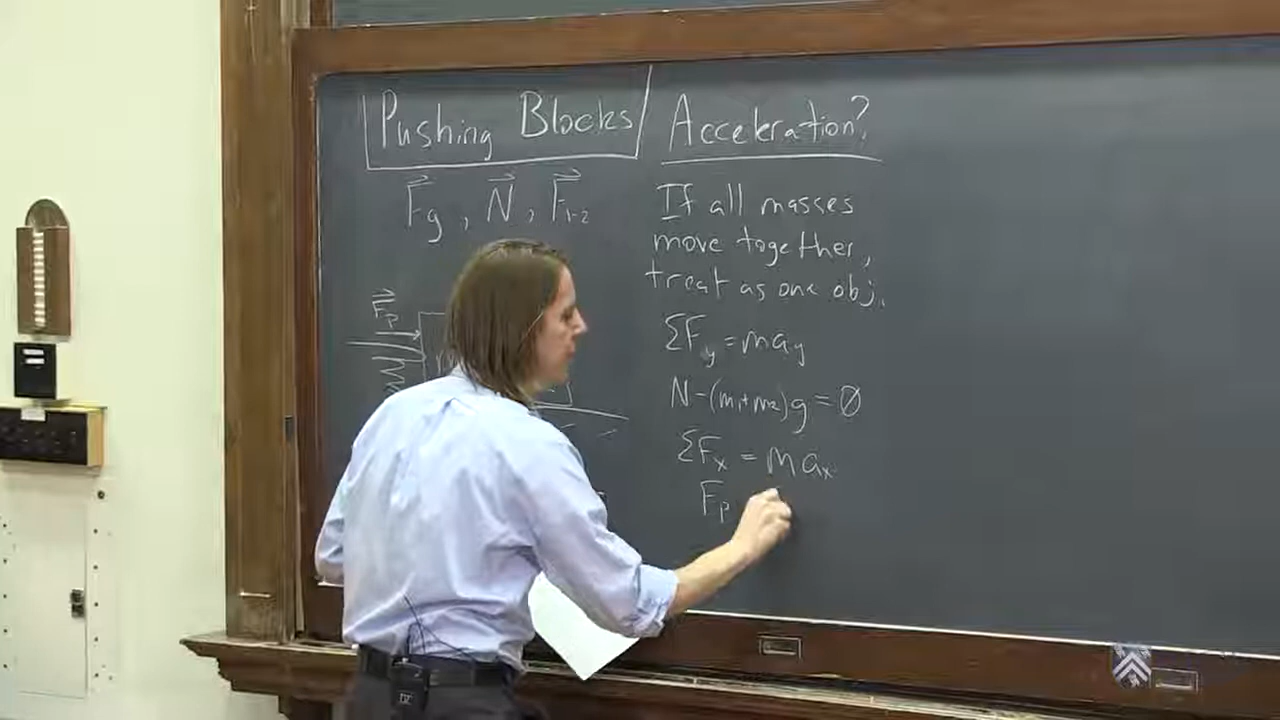 Pushing Blocks
F⃗g , N⃗ , F⃗1-2
F⃗p
Acceleration?
If all masses
move together,
treat as one obj.
ΣFy = may
N-(m1+m2)g = ∅
ΣFx = max
Fp